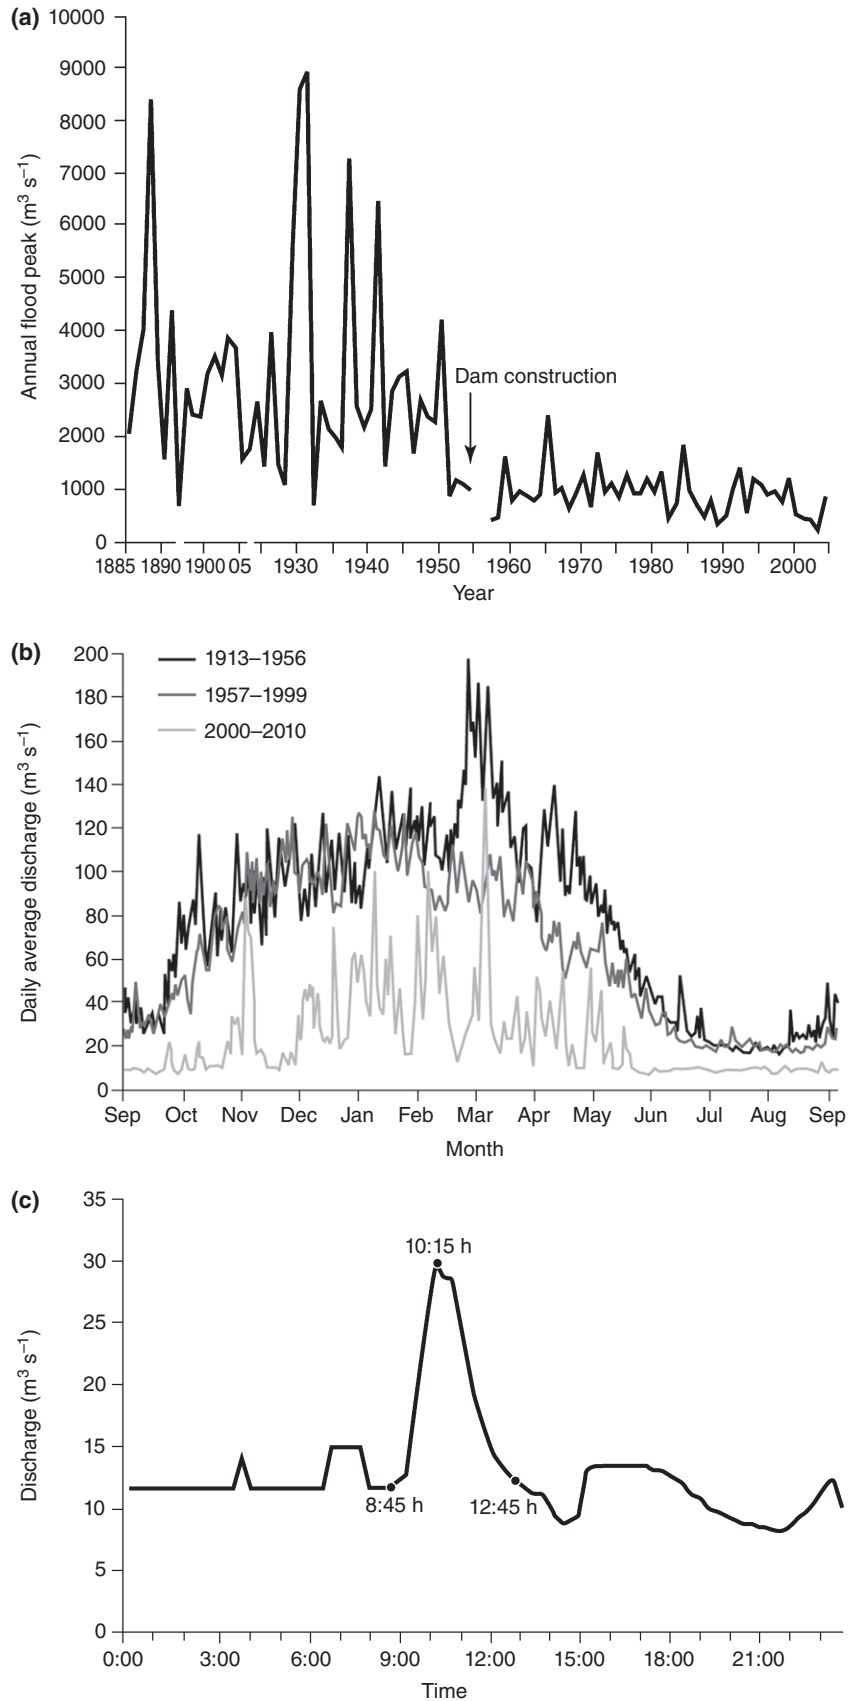 (a)
10000
9000
8000
7000
6000
5000
4000
3000
2000
1000
0
Annual flood peak (m³ s⁻¹)
Dam construction
1885 1890 1900 05 1930 1940 1950 1960 1970 1980 1990 2000
Year
(b)
200
180
160
140
120
100
80
60
40
20
0
Daily average discharge (m³ s⁻¹)
1913–1956
1957–1999
2000–2010
Sep Oct Nov Dec Jan Feb Mar Apr May Jun Jul Aug Sep
Month
(c)
35
30
25
20
15
10
5
0
Discharge (m³ s⁻¹)
10:15 h
8:45 h
12:45 h
0:00 3:00 6:00 9:00 12:00 15:00 18:00 21:00
Time